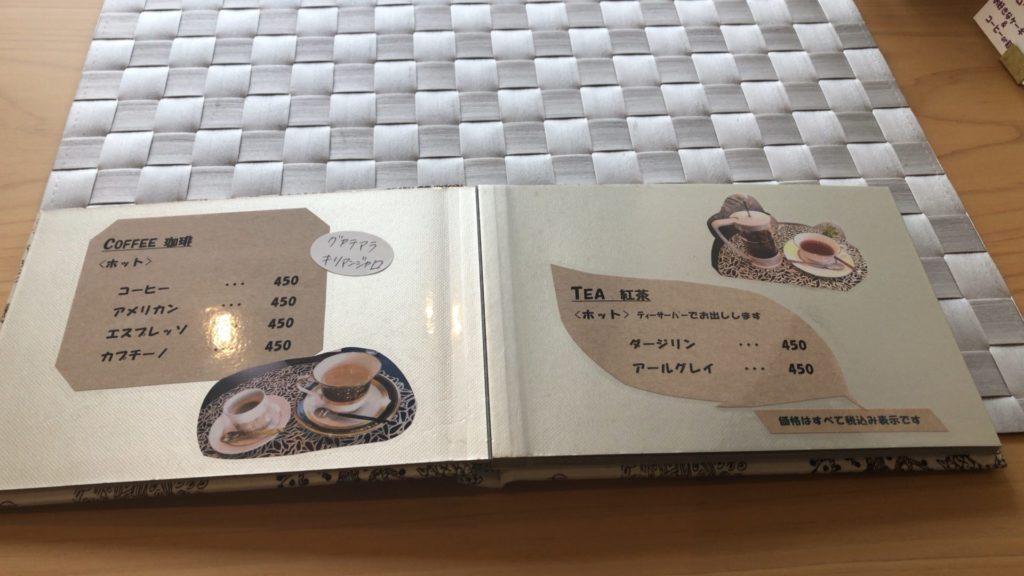 COFFEE 珈琲
<ホット>
コーヒー ・・・ 450
アメリカン ・・・ 450
エスプレッソ 450
カプチーノ 450
グァテアラ
キリアンジャロ
TEA 紅茶
<ホット> ティーサーバーでお出しします
ダージリン ・・・ 450
アールグレイ ・・・ 450
価格はすべて税込み表示です